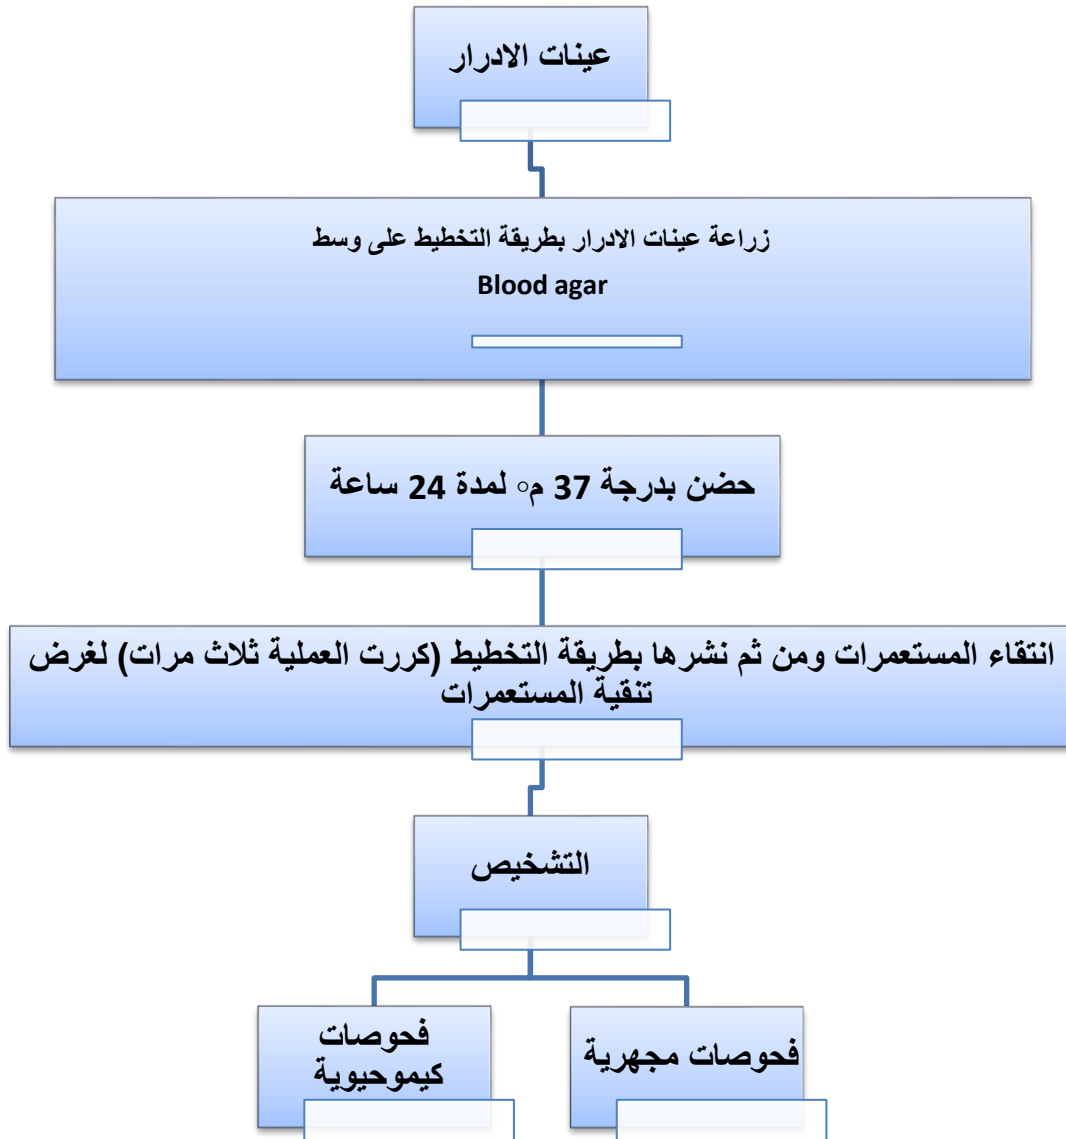 عينات الادرار
زراعة عينات الادرار بطريقة التخطيط على وسط
Blood agar
حضن بدرجة 37 م° لمدة 24 ساعة
انتقاء المستعمرات ومن ثم نشرها بطريقة التخطيط (كررت العملية ثلاث مرات) لغرض
تنقية المستعمرات
التشخيص
فحوصات مجهرية
فحوصات
كيموحيوية